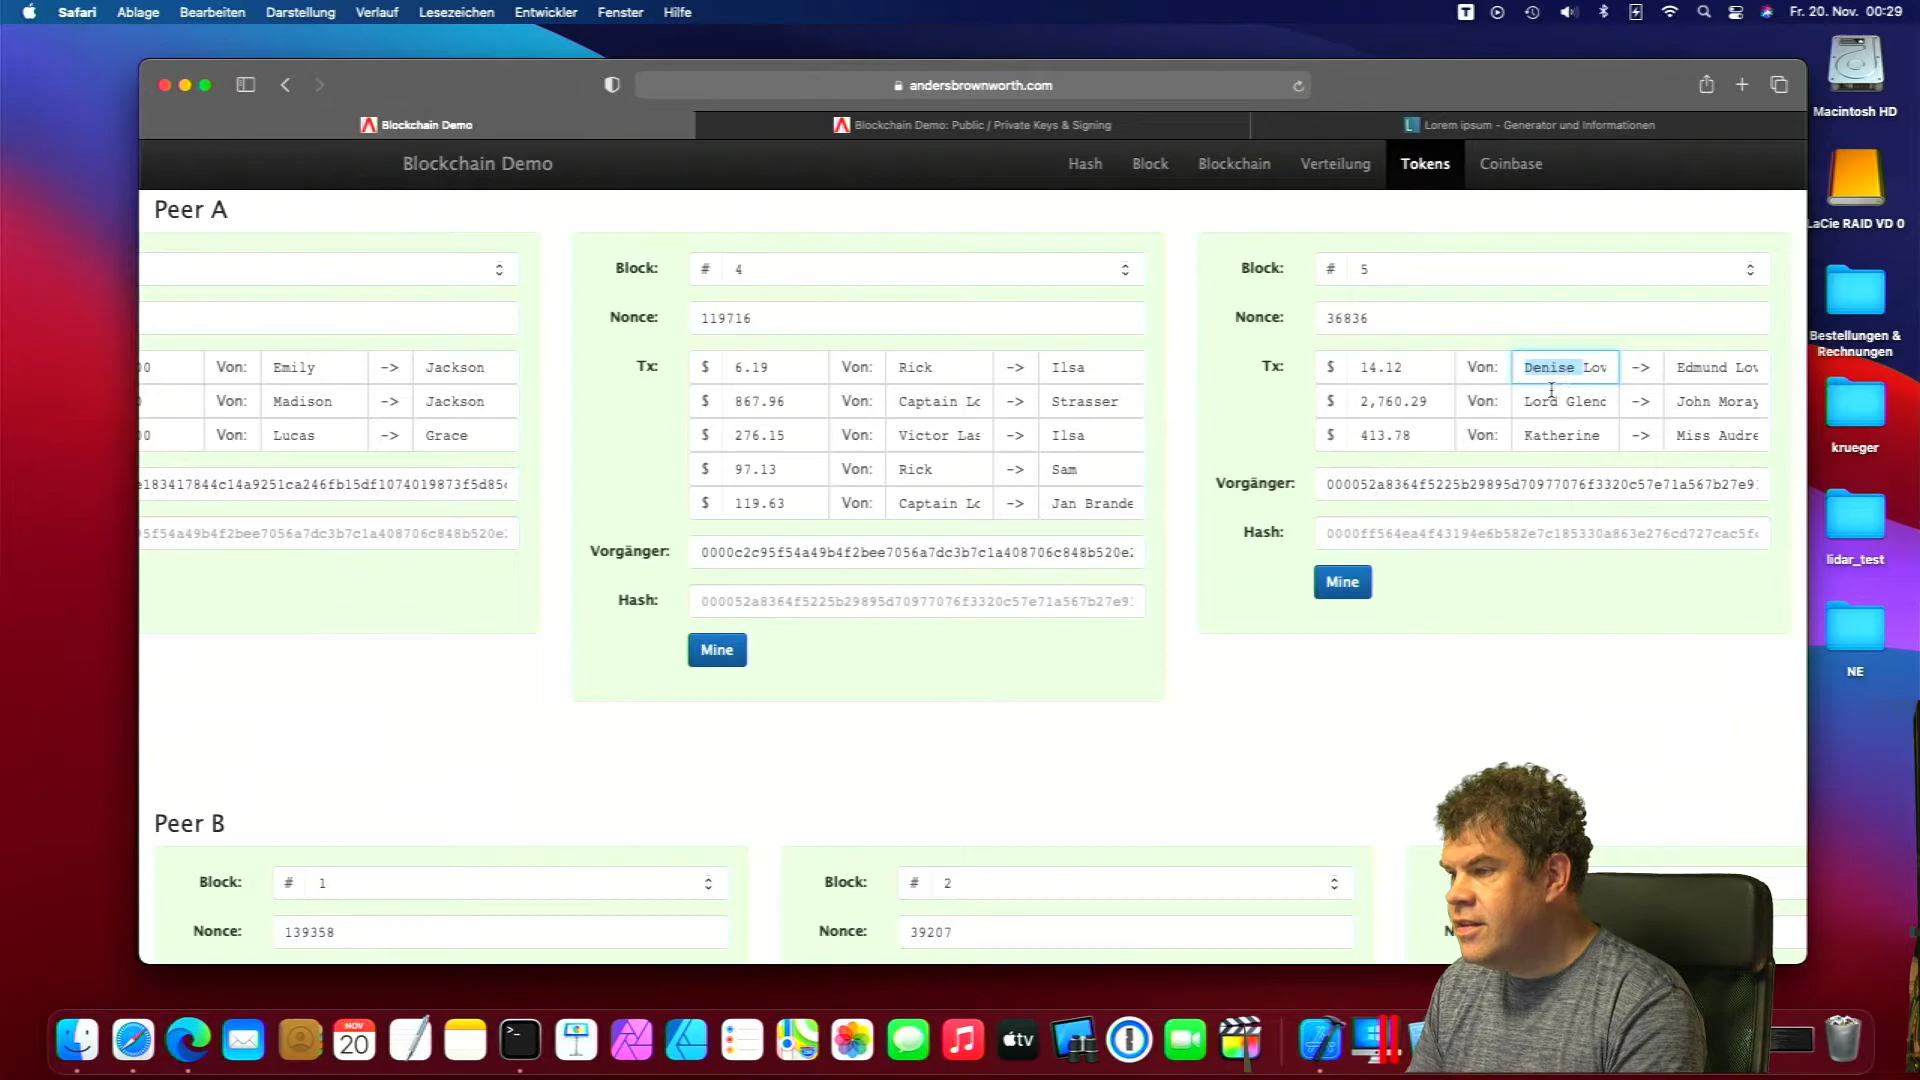 Safari Ablage Bearbeiten Darstellung Verlauf Lesezeichen Entwickler Fenster Hilfe Fr. 20. Nov. 00:29
andersbrownworth.com
Blockchain Demo
Blockchain Demo: Public / Private Keys & Signing
Lorem ipsum - Generator und Informationen
Blockchain Demo Hash Block Blockchain Verteilung Tokens Coinbase
Peer A
00 Von: Emily -> Jackson
0 Von: Madison -> Jackson
00 Von: Lucas -> Grace
Block: # 4
Nonce: 119716
Tx: $ 6.19 Von: Rick -> Ilsa
$ 867.96 Von: Captain Lo -> Strasser
$ 276.15 Von: Victor Las -> Ilsa
$ 97.13 Von: Rick -> Sam
$ 119.63 Von: Captain Lo -> Jan Brande
Vorgänger: 0000c2c95f54a49b4f2bee7056a7dc3b7c1a408706c848b520e2
Hash: 000052a8364f5225b29895d70977076f3320c57e71a567b27e9
Mine
Block: # 5
Nonce: 36836
Tx: $ 14.12 Von: Denise Lov -> Edmund Lov
$ 2,760.29 Von: Lord Glenc -> John Moray
$ 413.78 Von: Katherine -> Miss Audre
Vorgänger: 000052a8364f5225b29895d70977076f3320c57e71a567b27e9
Hash: 0000ff564ea4f43194e6b582e7c185330a863e276cd727cac5f
Mine
Peer B
Block: # 1
Nonce: 139358
Block: # 2
Nonce: 39207
Macintosh HD
LaCie RAID VD 0
Bestellungen &
Rechnungen
krueger
lidar_test
NE
NOV
20
tv